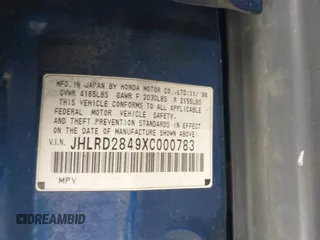 MFD. IN JAPAN BY HONDA MOTOR CO.,LTD. 11/'98
GVWR 4165LBS GAWR F 2030LBS R 2155LBS
THIS VEHICLE CONFORMS TO ALL APPLICABLE
FEDERAL MOTOR VEHICLE SAFETY,
AND THEFT PREVENTION STANDARDS IN EFFECT ON
THE DATE OF MANUFACTURE SHOWN ABOVE.
V.I.N. JHLRD2849XC000783
MPV
DREAMBID